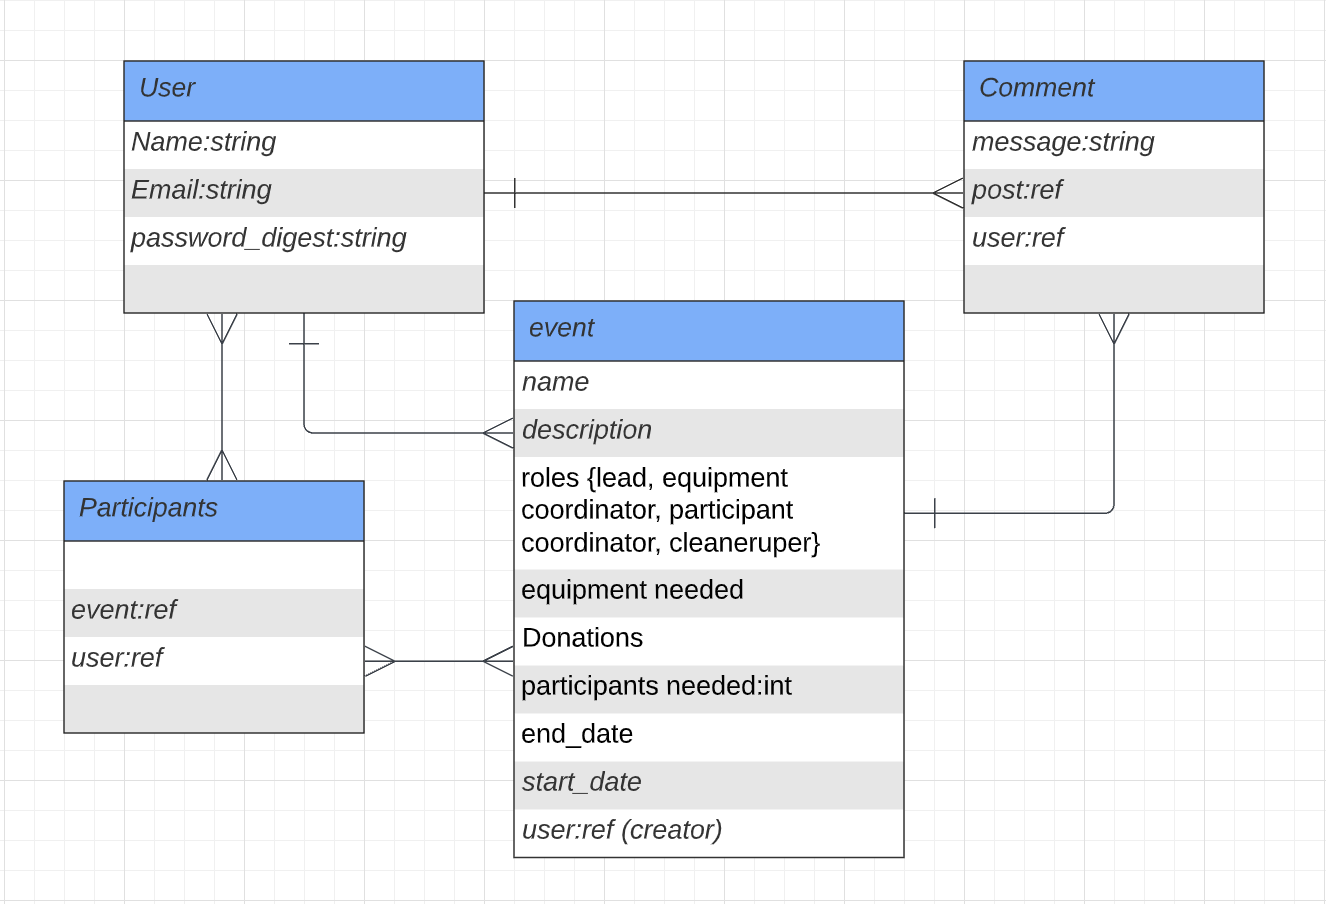 User
Name:string
Email:string
password_digest:string
Comment
message:string
post:ref
user:ref
event
name
description
roles {lead, equipment
coordinator, participant
coordinator, cleaneruper}
equipment needed
Donations
participants needed:int
end_date
start_date
user:ref (creator)
Participants
event:ref
user:ref